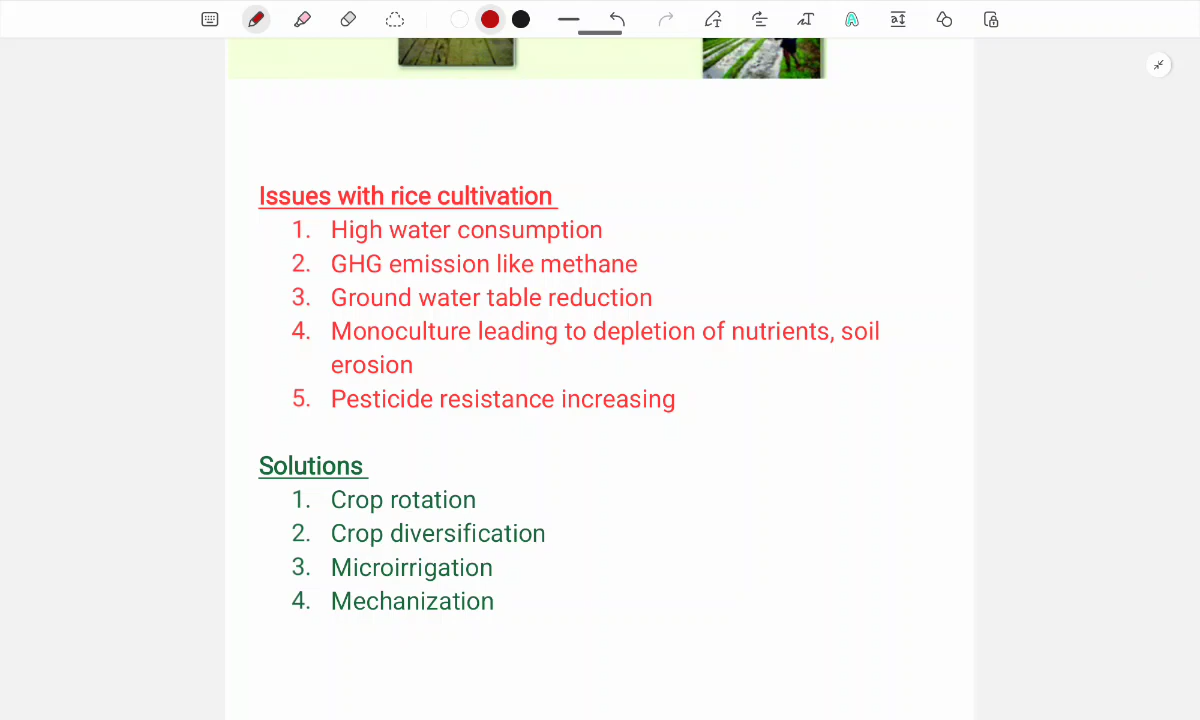 Issues with rice cultivation
1. High water consumption
2. GHG emission like methane
3. Ground water table reduction
4. Monoculture leading to depletion of nutrients, soil
erosion
5. Pesticide resistance increasing
Solutions
1. Crop rotation
2. Crop diversification
3. Microirrigation
4. Mechanization